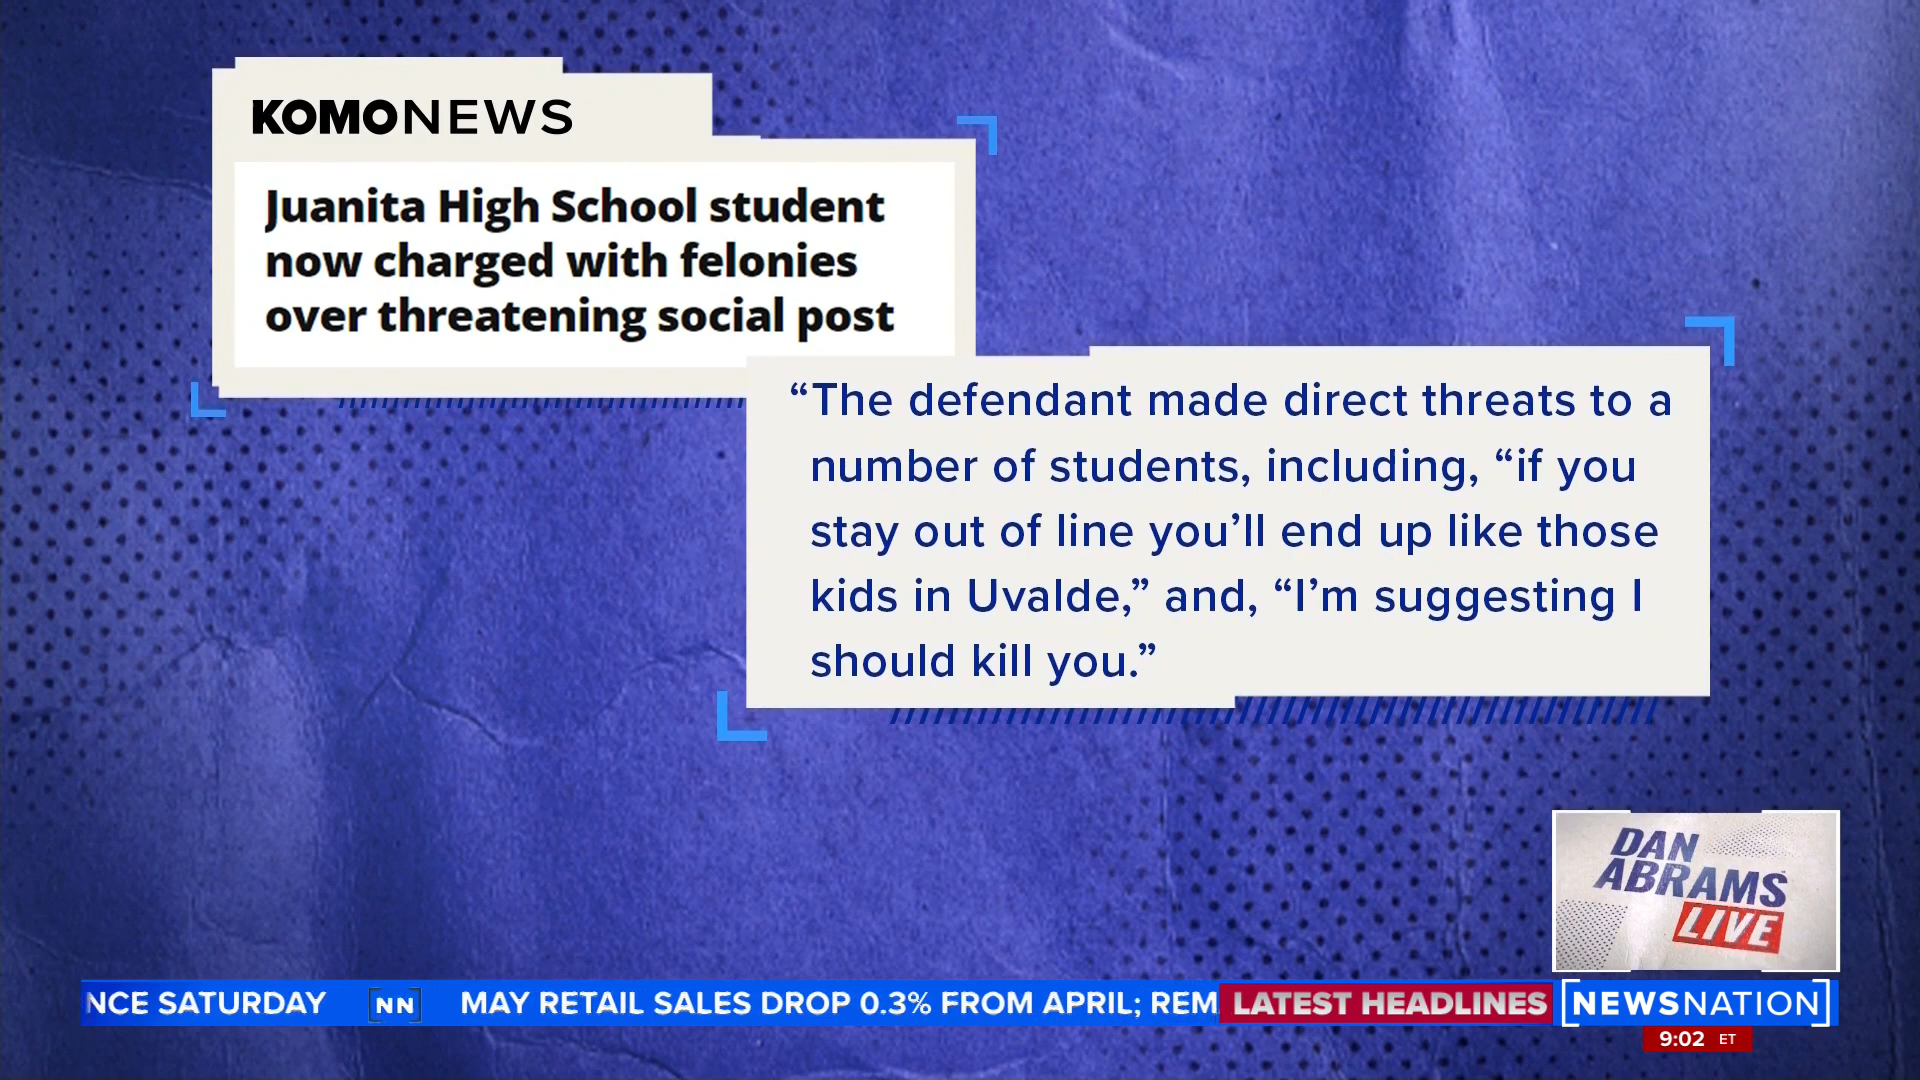 KOMONEWS
Juanita High School student
now charged with felonies
over threatening social post
“The defendant made direct threats to a
number of students, including, “if you
stay out of line you’ll end up like those
kids in Uvalde,” and, “I’m suggesting I
should kill you.”
DAN
ABRAMS
LIVE
NCE SATURDAY NN MAY RETAIL SALES DROP 0.3% FROM APRIL; REM LATEST HEADLINES [NEWSNATION]
9:02 ET